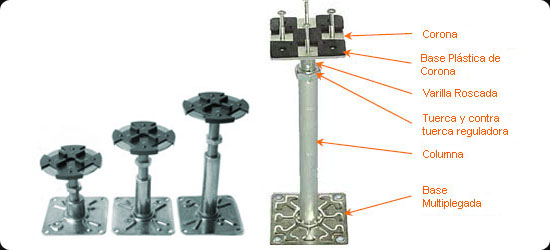 Corona
Base Plástica de
Corona
Varilla Roscada
Tuerca y contra
tuerca reguladora
Columna
Base
Multiplegada